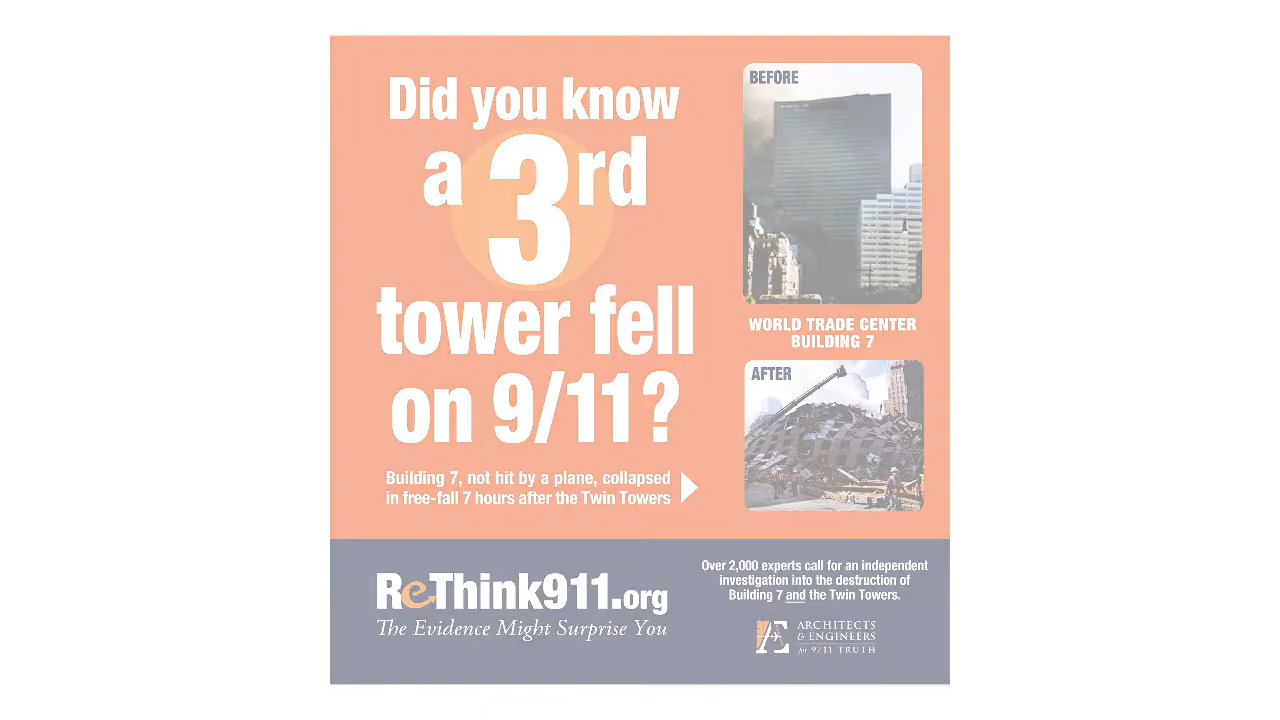 Did you know
a 3rd
tower fell
on 9/11?
Building 7, not hit by a plane, collapsed
in free-fall 7 hours after the Twin Towers
BEFORE
WORLD TRADE CENTER
BUILDING 7
AFTER
ReThink911.org
The Evidence Might Surprise You
Over 2,000 experts call for an independent
investigation into the destruction of
Building 7 and the Twin Towers.
AE
ARCHITECTS
& ENGINEERS
for 9/11 TRUTH